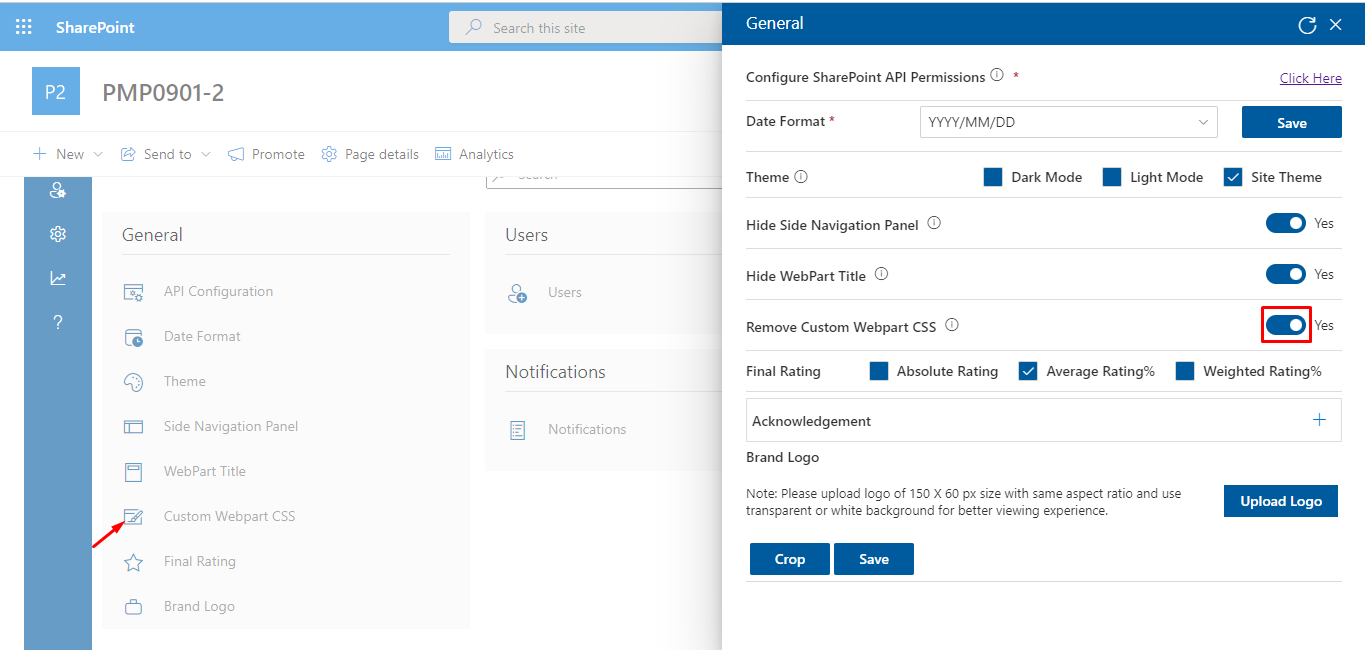 SharePoint
Search this site
P2
PMP0901-2
New
Send to
Promote
Page details
Analytics
Search
General
API Configuration
Date Format
Theme
Side Navigation Panel
WebPart Title
Custom Webpart CSS
Final Rating
Brand Logo
Users
Users
Notifications
Notifications
General
Configure SharePoint API Permissions * Click Here
Date Format * YYYY/MM/DD Save
Theme Dark Mode Light Mode Site Theme
Hide Side Navigation Panel Yes
Hide WebPart Title Yes
Remove Custom Webpart CSS Yes
Final Rating Absolute Rating Average Rating% Weighted Rating%
Acknowledgement
Brand Logo
Note: Please upload logo of 150 X 60 px size with same aspect ratio and use
transparent or white background for better viewing experience.
Upload Logo
Crop Save